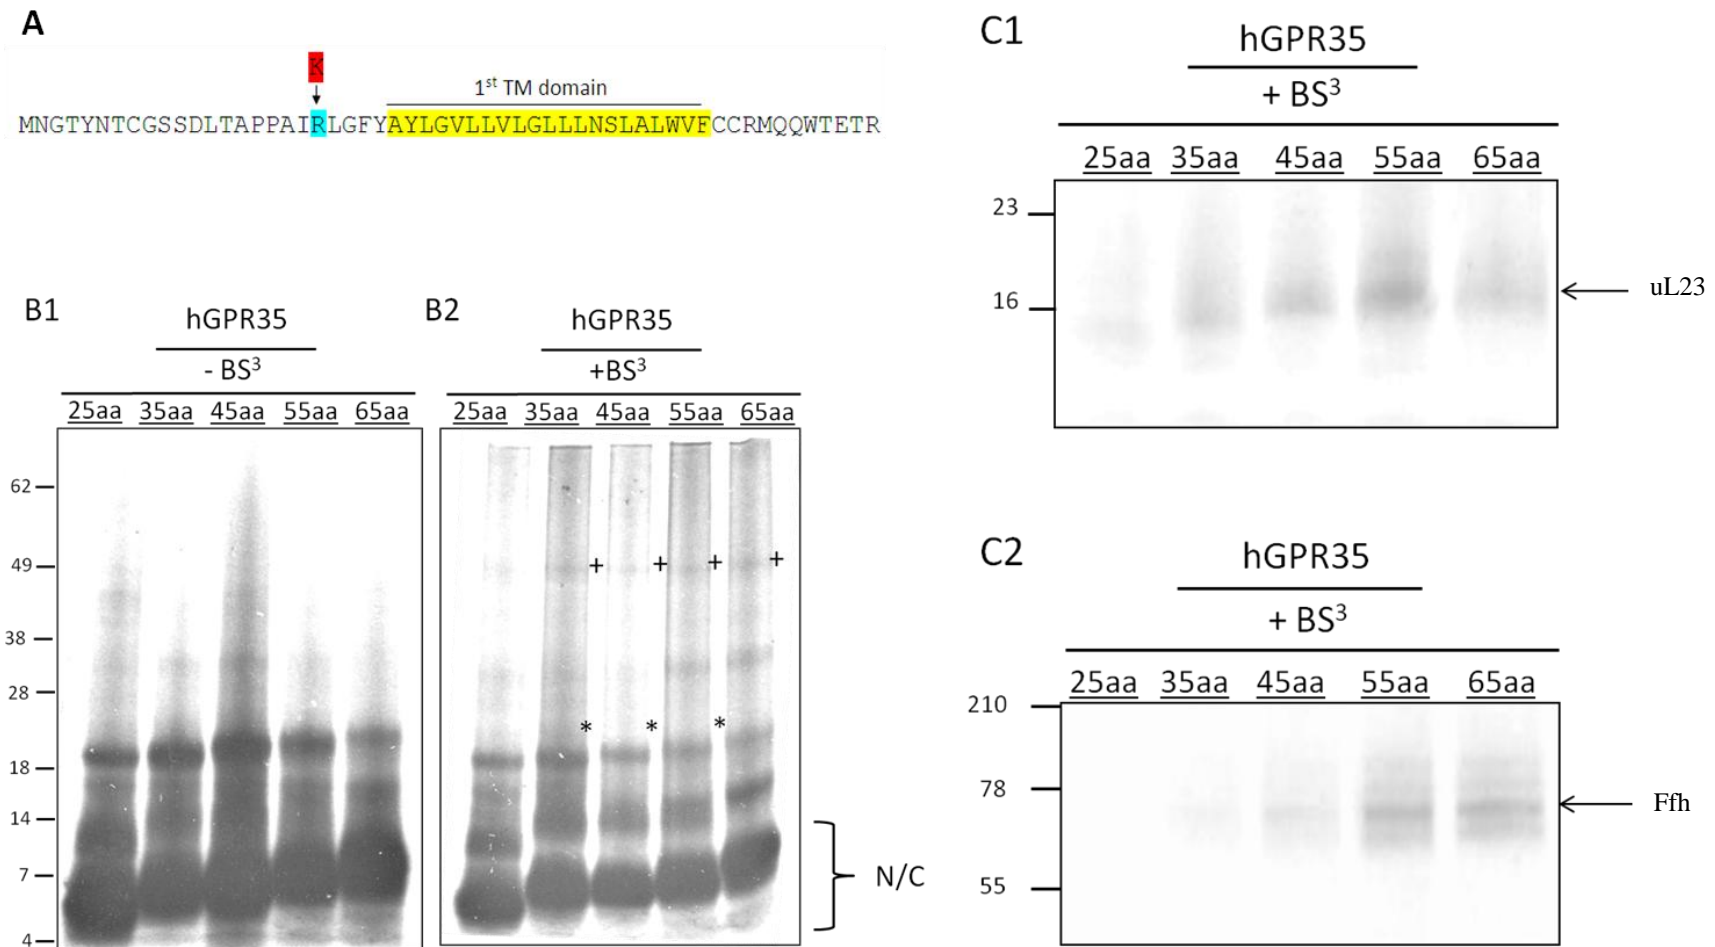 A
K
1st TM domain
MNGTYNTCGSSDLTAPPAIRLGFYAYLGVLLVLGLLLNSLALWVFCCRMQQWTETR
B1
hGPR35
- BS3
25aa 35aa 45aa 55aa 65aa
62
49
38
28
18
14
7
4
B2
hGPR35
+BS3
25aa 35aa 45aa 55aa 65aa
+ + + +
* * *
N/C
C1
hGPR35
+ BS3
25aa 35aa 45aa 55aa 65aa
23
16
uL23
C2
hGPR35
+ BS3
25aa 35aa 45aa 55aa 65aa
210
78
55
Ffh